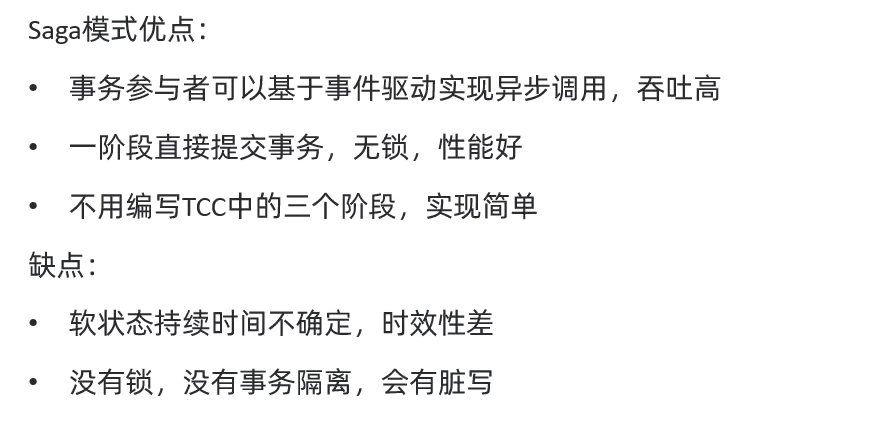 Saga模式优点：
• 事务参与者可以基于事件驱动实现异步调用，吞吐高
• 一阶段直接提交事务，无锁，性能好
• 不用编写TCC中的三个阶段，实现简单
缺点：
• 软状态持续时间不确定，时效性差
• 没有锁，没有事务隔离，会有脏写